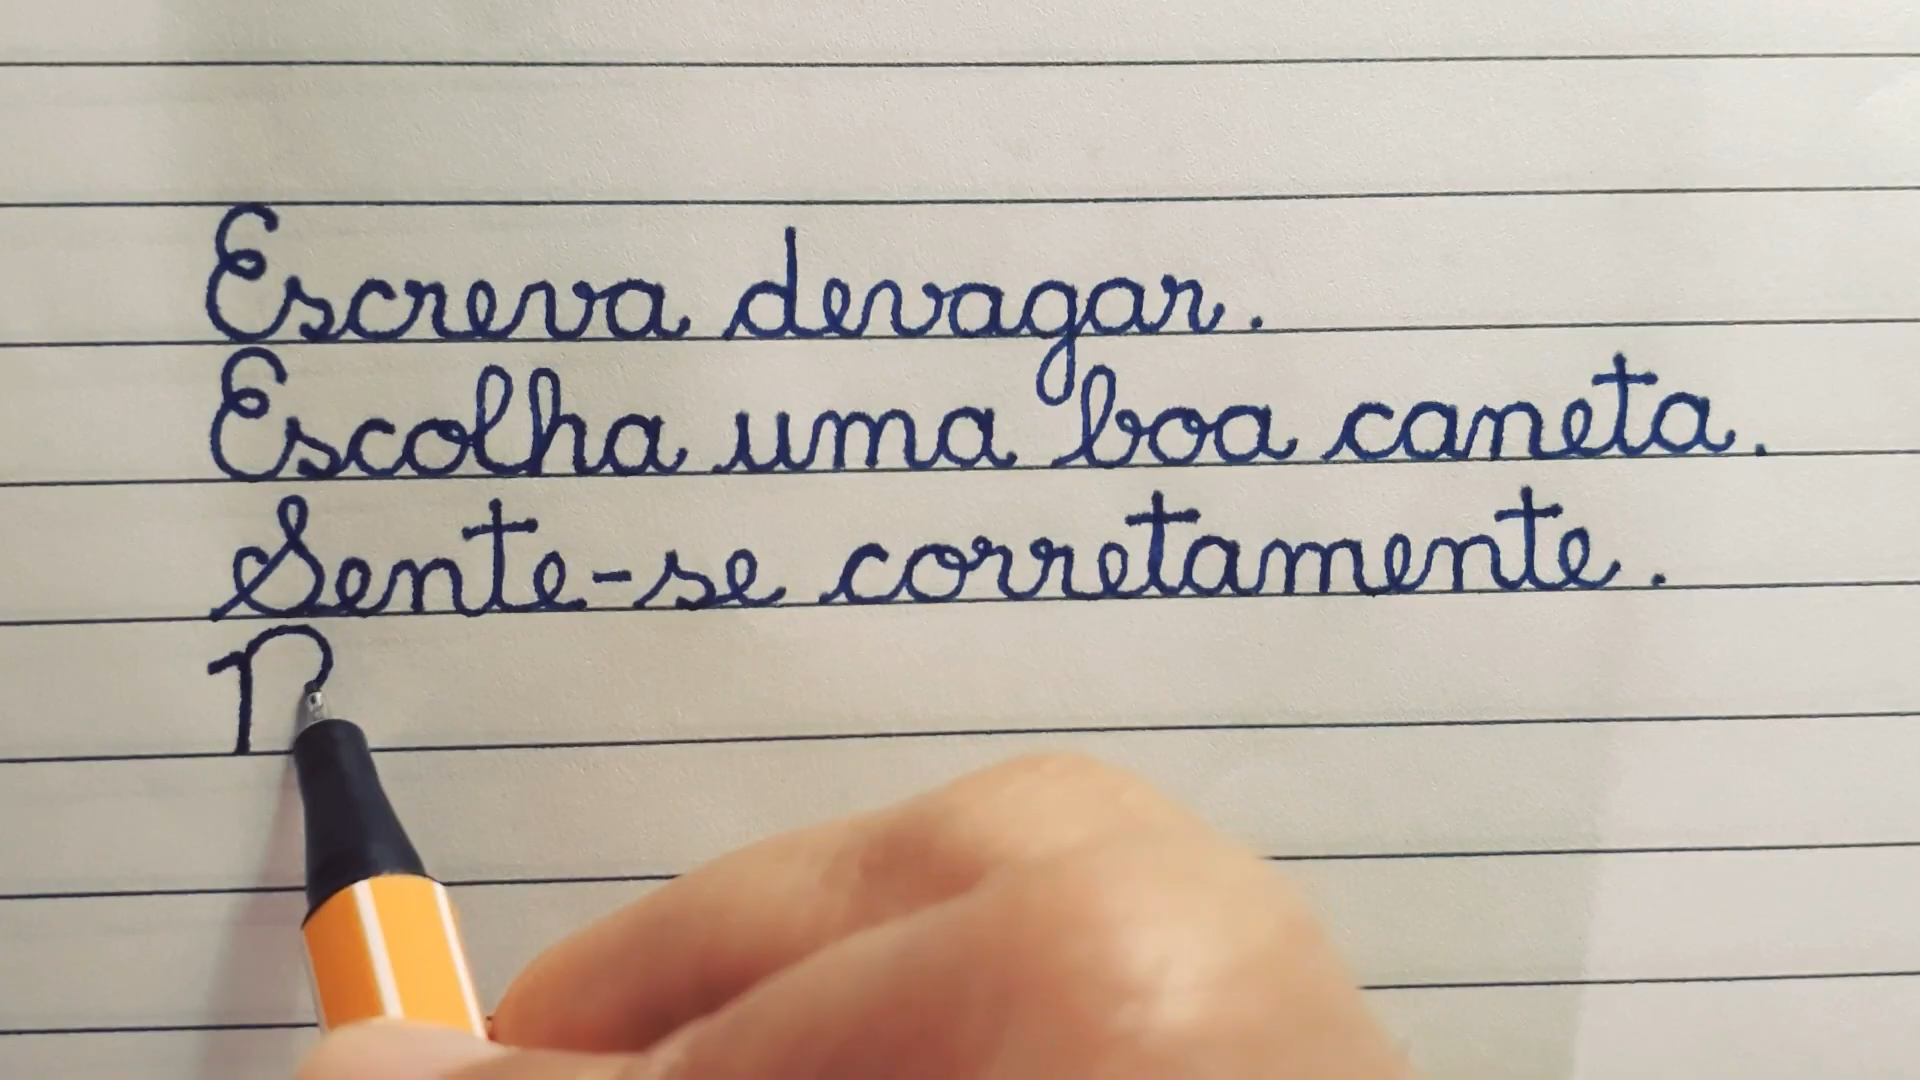 Escreva devagar.
Escolha uma boa caneta.
Sente-se corretamente.